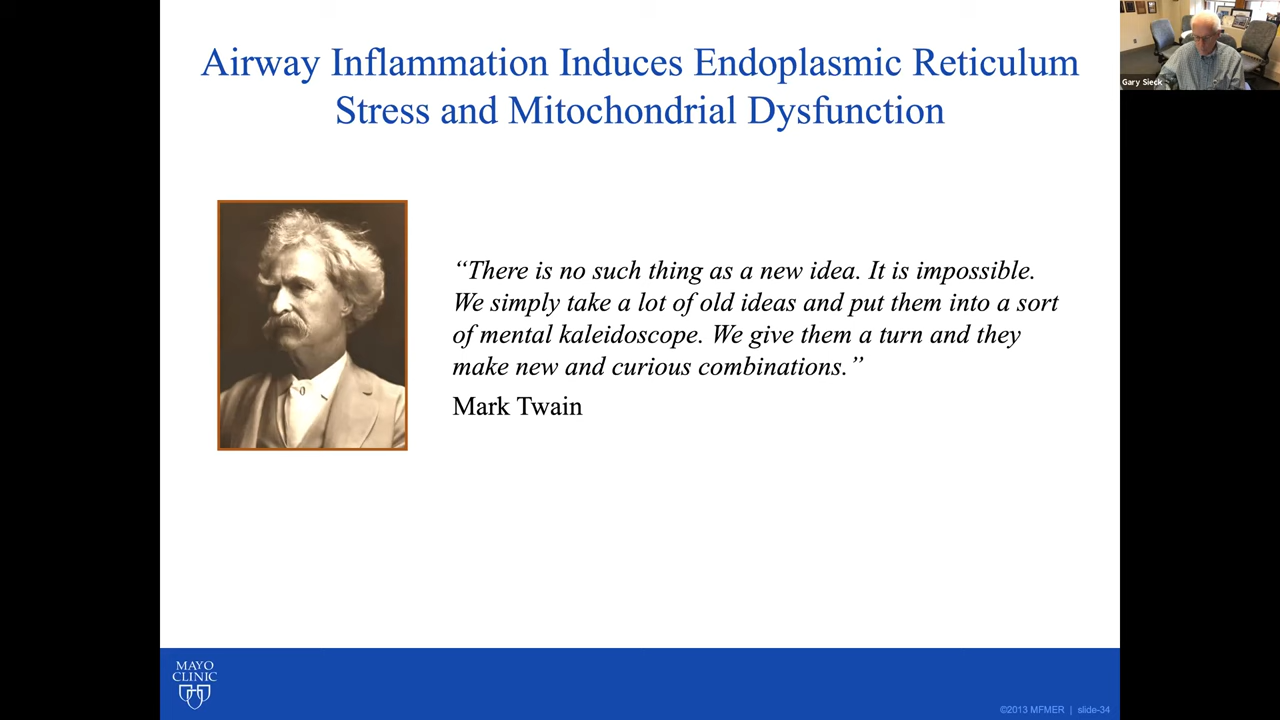 Airway Inflammation Induces Endoplasmic Reticulum
Stress and Mitochondrial Dysfunction
Gary Sieck
“There is no such thing as a new idea. It is impossible.
We simply take a lot of old ideas and put them into a sort
of mental kaleidoscope. We give them a turn and they
make new and curious combinations.”
Mark Twain
MAYO
CLINIC
©2013 MFMER | slide-34